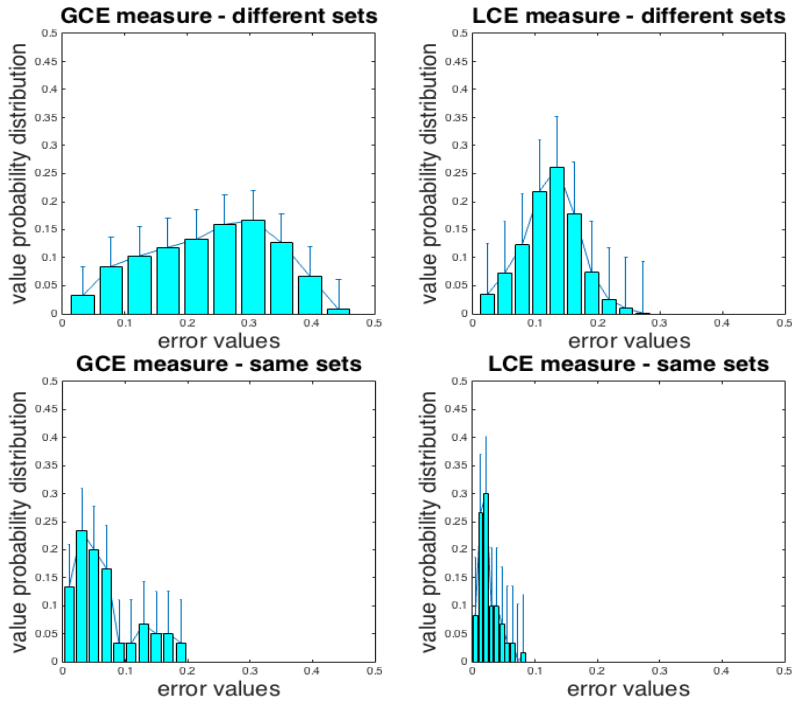 GCE measure - different sets
value probability distribution
0.5
0.45
0.4
0.35
0.3
0.25
0.2
0.15
0.1
0.05
0
0 0.1 0.2 0.3 0.4 0.5
error values
LCE measure - different sets
value probability distribution
0.5
0.45
0.4
0.35
0.3
0.25
0.2
0.15
0.1
0.05
0
0 0.1 0.2 0.3 0.4 0.5
error values
GCE measure - same sets
value probability distribution
0.5
0.45
0.4
0.35
0.3
0.25
0.2
0.15
0.1
0.05
0
0 0.1 0.2 0.3 0.4 0.5
error values
LCE measure - same sets
value probability distribution
0.5
0.45
0.4
0.35
0.3
0.25
0.2
0.15
0.1
0.05
0
0 0.1 0.2 0.3 0.4 0.5
error values